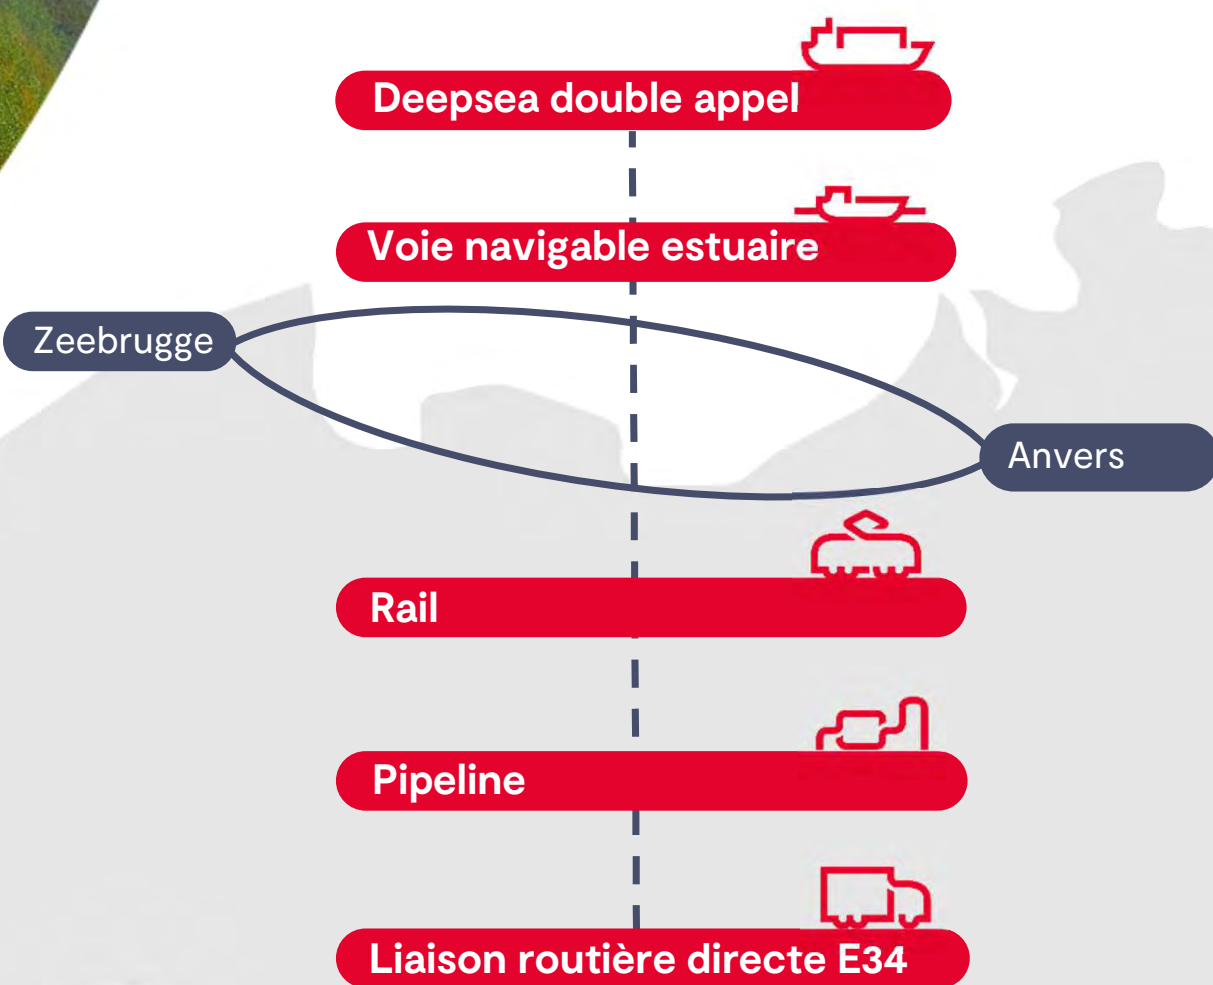 Deepsea double appel
Voie navigable estuaire
Zeebrugge
Anvers
Rail
Pipeline
Liaison routière directe E34